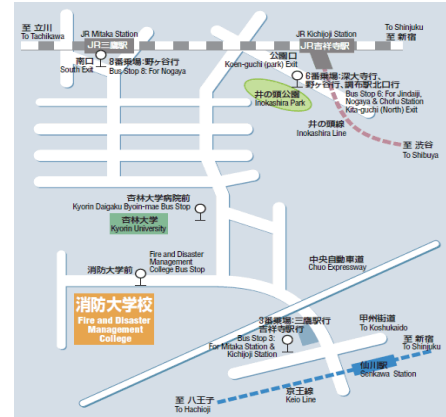 至 立川
To Tachikawa
JR Mitaka Station
JR三鷹駅
JR Kichijoji Station
JR吉祥寺駅
To Shinjuku
至 新宿
南口
South Exit
8番乗場:野ヶ谷行
Bus Stop 8: For Nogaya
公園口
Koen-guchi (park) Exit
6番乗場:深大寺行、
野ヶ谷行、調布駅北口行
Bus Stop 6: For Jindaiji,
Nogaya & Chofu Station
Kita-guchi (North) Exit
井の頭公園
Inokashira Park
井の頭線
Inokashira Line
至 渋谷
To Shibuya
杏林大学病院前
Kyorin Daigaku Byoin-mae Bus Stop
杏林大学
Kyorin University
Fire and Disaster
Management
College Bus Stop
消防大学前
中央自動車道
Chuo Expressway
消防大学校
Fire and Disaster
Management
College
3番乗場:三鷹駅行
吉祥寺駅行
Bus Stop 3:
For Mitaka Station &
Kichijoji Station
甲州街道
To Koshukaido
至 新宿
To Shinjuku
仙川駅
Senkawa Station
至 八王子
To Hachioji
京王線
Keio Line